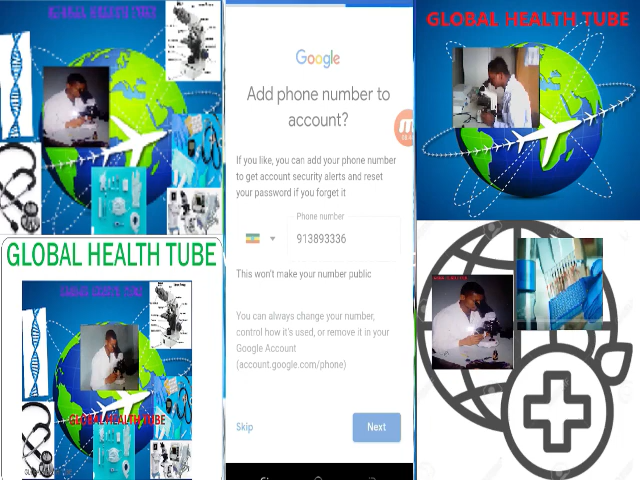 GLOBAL HEALTH TUBE
GLOBAL HEALTH TUBE
GLOBAL HEALTH TUBE
Google
Add phone number to
account?
If you like, you can add your phone number
to get account security alerts and reset
your password if you forget it
Phone number
913893336
This won't make your number public
You can always change your number,
control how it's used, or remove it in your
Google Account
(account.google.com/phone)
Skip
Next
GLOBAL HEALTH TUBE